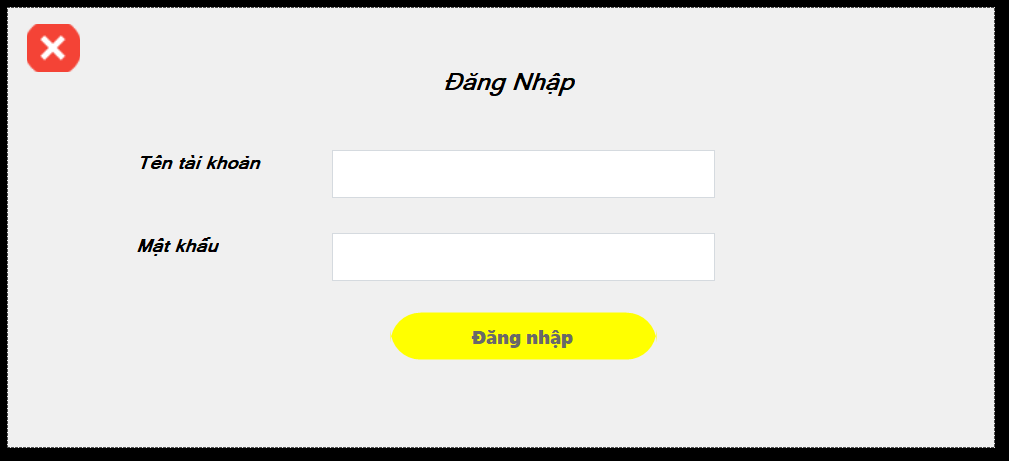 Đăng Nhập
Tên tài khoản
Mật khẩu
Đăng nhập